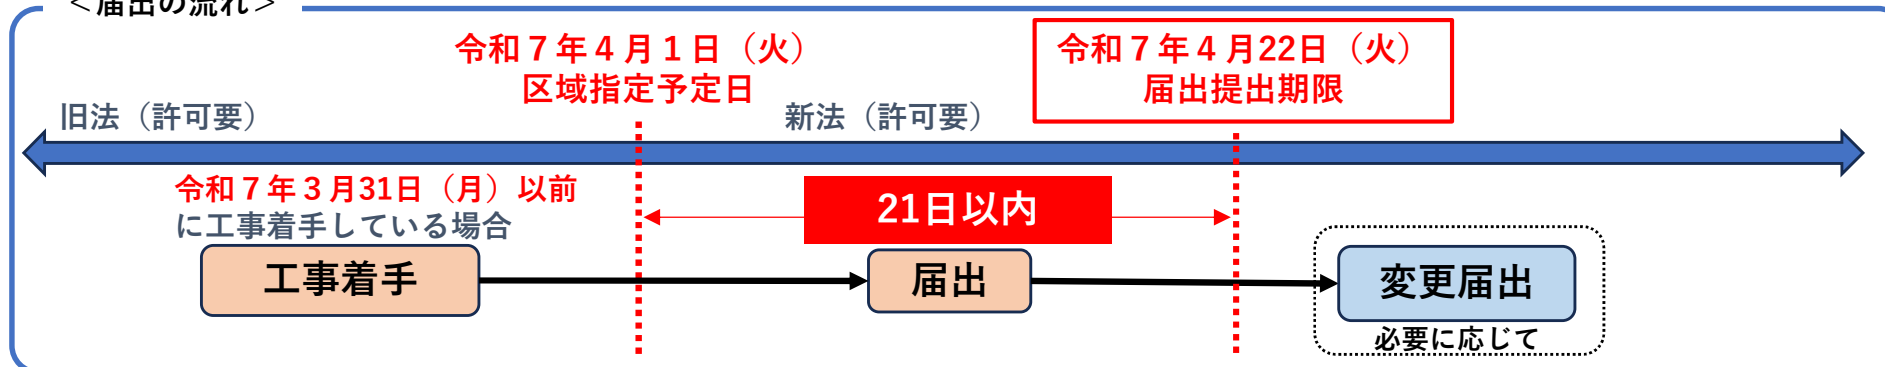 ＜届出の流れ＞
令和７年４月１日（火）
区域指定予定日
令和７年４月22日（火）
届出提出期限
旧法（許可要）
新法（許可要）
令和７年３月31日（月）以前
に工事着手している場合
21日以内
工事着手
届出
変更届出
必要に応じて